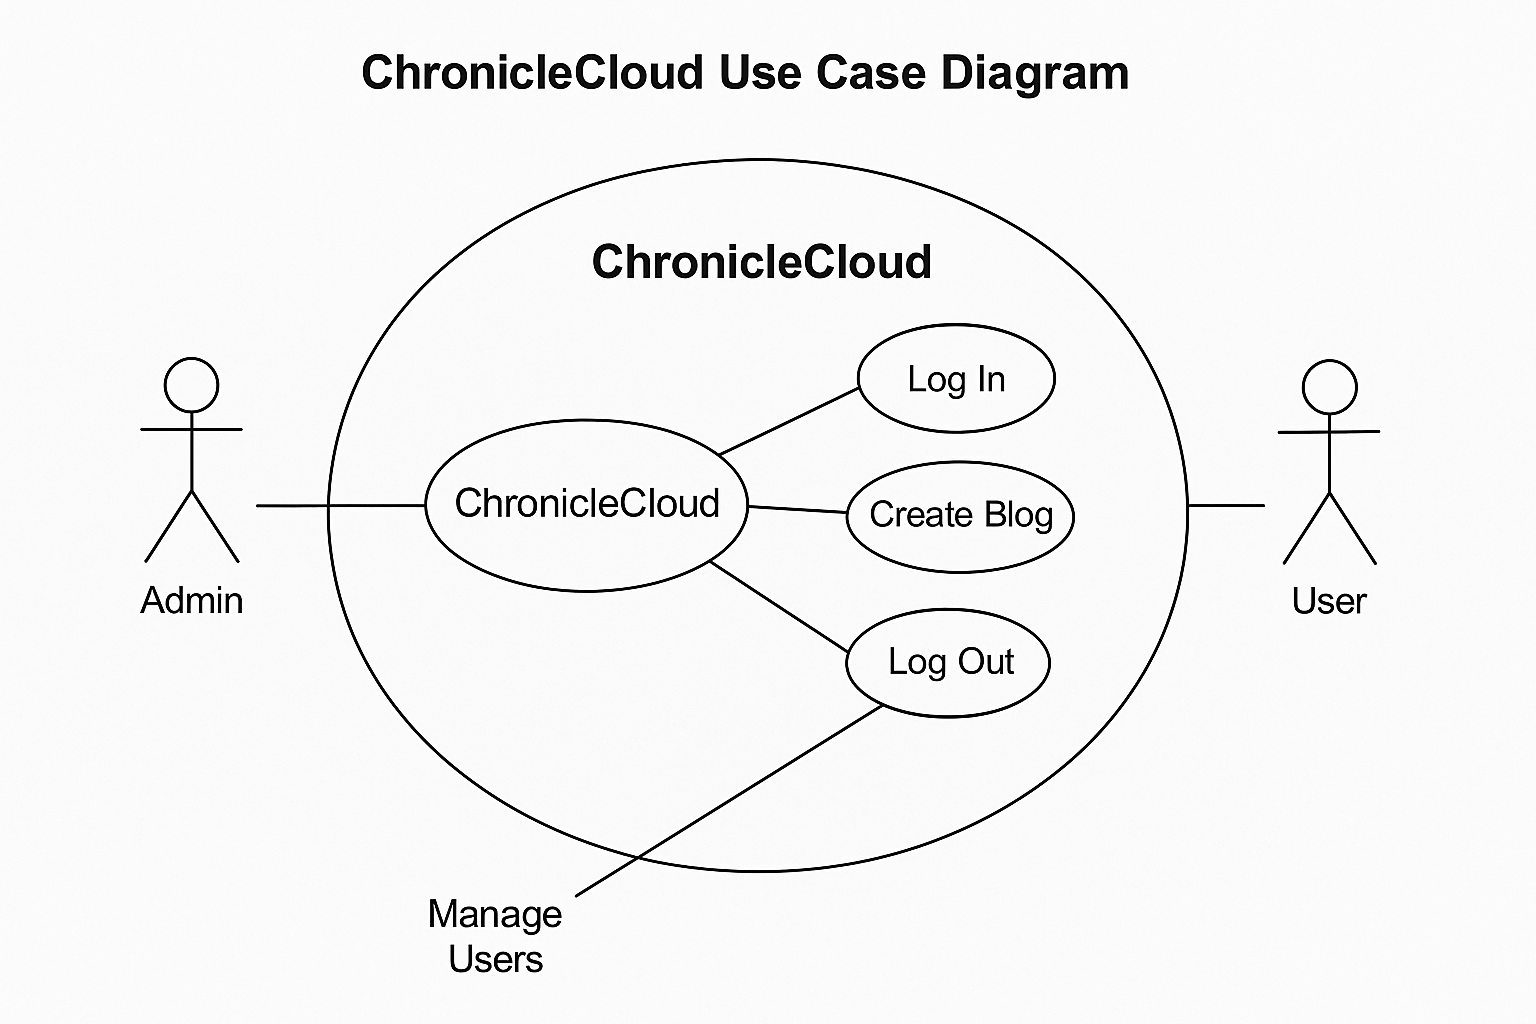 ChronicleCloud Use Case Diagram
ChronicleCloud
Log In
ChronicleCloud
Create Blog
Admin
User
Log Out
Manage
Users